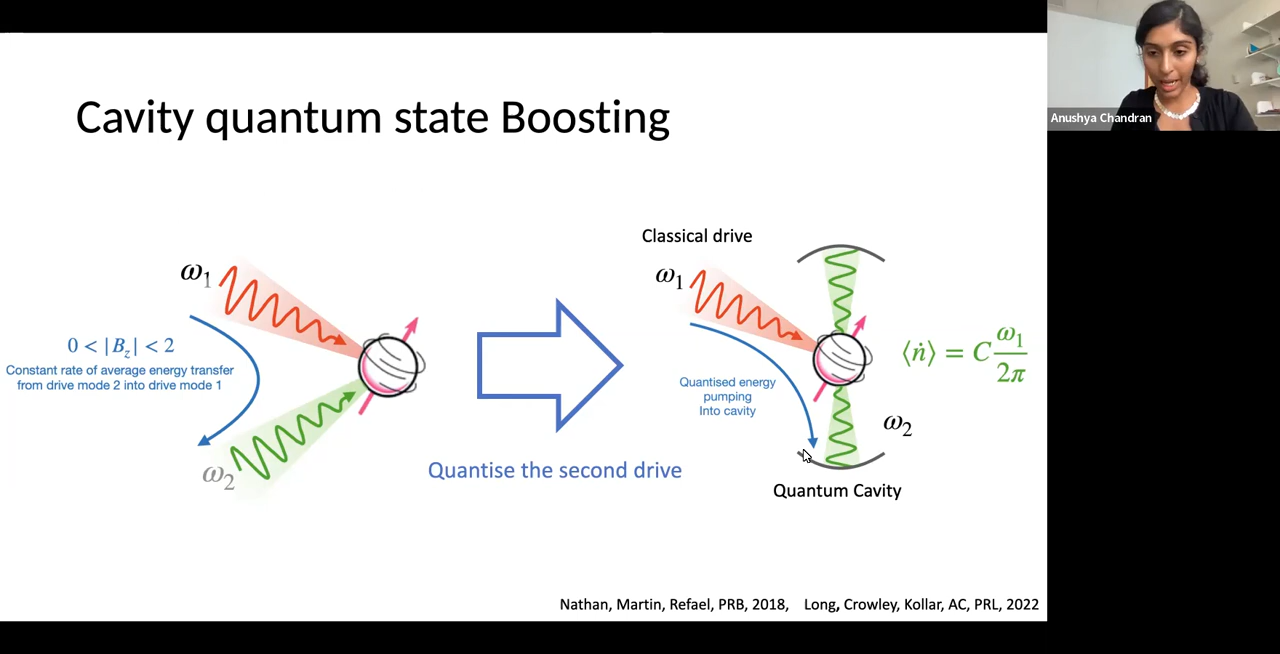 Cavity quantum state Boosting
Anushya Chandran
ω₁
0 < |B_z| < 2
Constant rate of average energy transfer
from drive mode 2 into drive mode 1
ω₂
Quantise the second drive
Classical drive
ω₁
Quantised energy
pumping
Into cavity
⟨ṅ⟩ = C ω₁/2π
ω₂
Quantum Cavity
Nathan, Martin, Refael, PRB, 2018, Long, Crowley, Kollar, AC, PRL, 2022